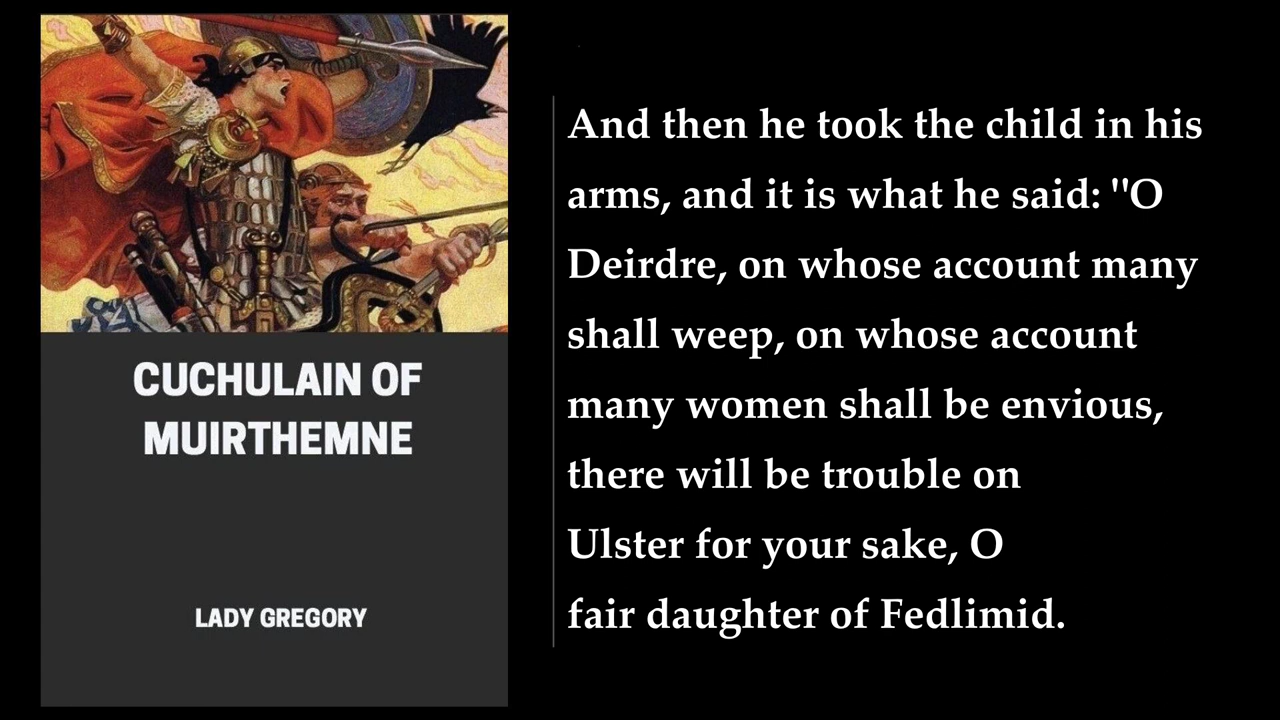 CUCHULAIN OF
MUIRTHEMNE
LADY GREGORY
And then he took the child in his
arms, and it is what he said: "O
Deirdre, on whose account many
shall weep, on whose account
many women shall be envious,
there will be trouble on
Ulster for your sake, O
fair daughter of Fedlimid.